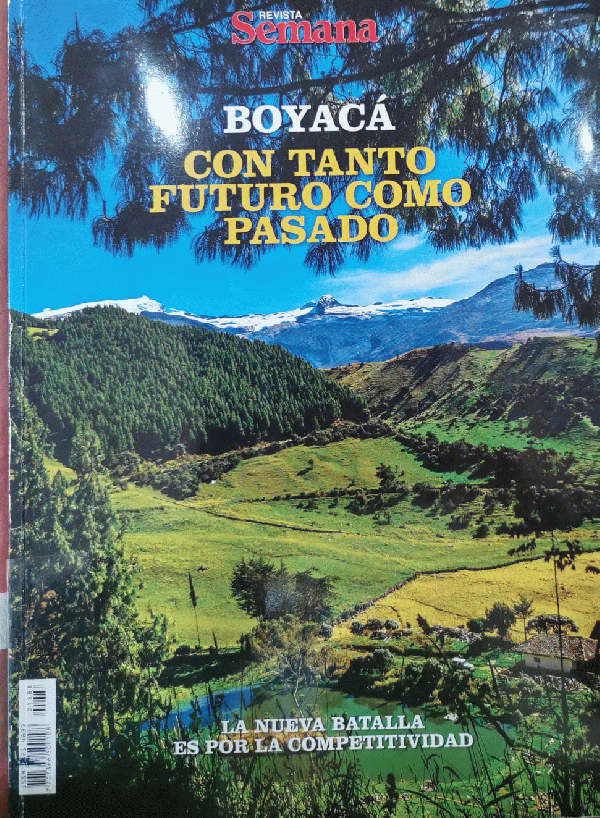 REVISTA
Semana
BOYACÁ
CON TANTO
FUTURO COMO
PASADO
LA NUEVA BATALLA
ES POR LA COMPETITIVIDAD